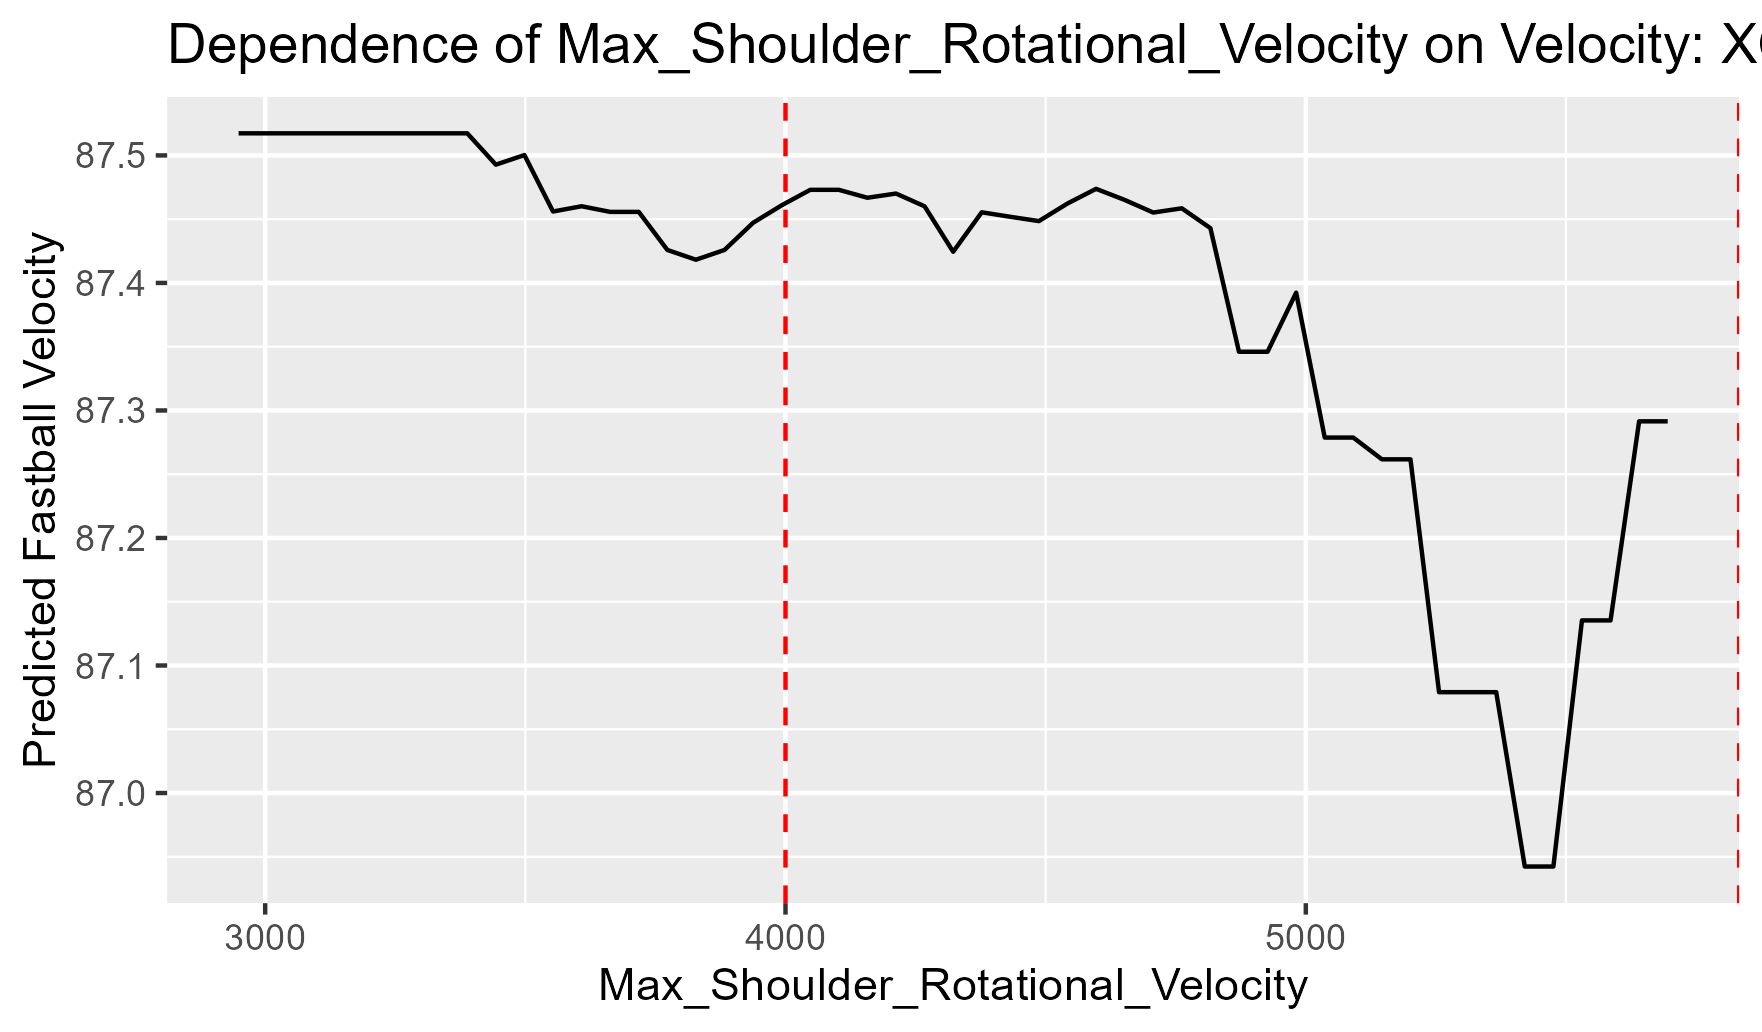 Dependence of Max_Shoulder_Rotational_Velocity on Velocity:
Predicted Fastball Velocity
87.5
87.4
87.3
87.2
87.1
87.0
3000 4000 5000
Max_Shoulder_Rotational_Velocity